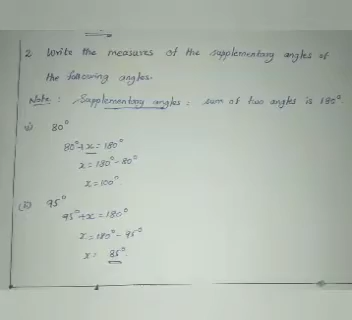 2 Write the measures of the supplementary angles of
the following angles.
Note : Supplementary angles : sum of two angles is 180°.
i) 80°
80°+x = 180°
x = 180°-80°
x = 100°
ii) 95°
95°+x = 180°
x = 180° - 95°
x = 85°.